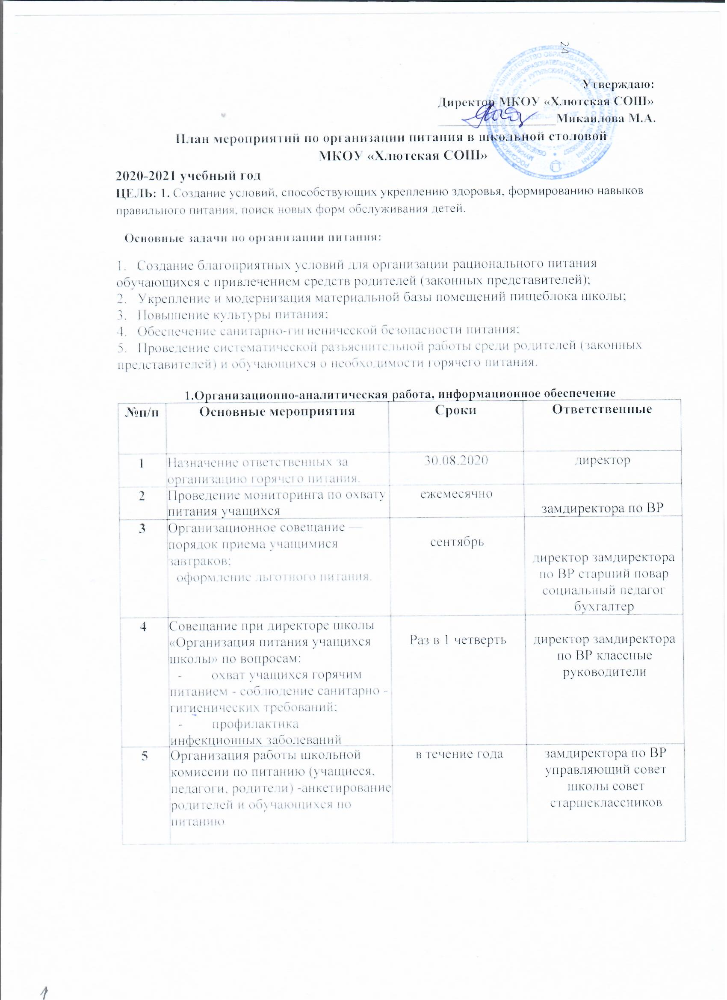 24
Утверждаю:
Директор МКОУ «Хлютская СОШ»
Микаилова М.А.
План мероприятий по организации питания в школьной столовой
МКОУ «Хлютская СОШ»
2020-2021 учебный год
ЦЕЛЬ: 1. Создание условий, способствующих укреплению здоровья, формированию навыков
правильного питания, поиск новых форм обслуживания детей.
Основные задачи по организации питания:
1. Создание благоприятных условий для организации рационального питания
обучающихся с привлечением средств родителей (законных представителей);
2. Укрепление и модернизация материальной базы помещений пищеблока школы;
3. Повышение культуры питания;
4. Обеспечение санитарно-гигиенической безопасности питания;
5. Проведение систематической разъяснительной работы среди родителей (законных
представителей) и обучающихся о необходимости горячего питания.
1.Организационно-аналитическая работа, информационное обеспечение
№п/п Основные мероприятия Сроки Ответственные
1 Назначение ответственных за 30.08.2020 директор
организацию горячего питания.
2 Проведение мониторинга по охвату ежемесячно
питания учащихся замдиректора по ВР
3 Организационное совещание —
порядок приема учащимися сентябрь
завтраков; директор замдиректора
оформление льготного питания. по ВР старший повар
социальный педагог
бухгалтер
4 Совещание при директоре школы
«Организация питания учащихся Раз в 1 четверть директор замдиректора
школы» по вопросам: по ВР классные
- охват учащихся горячим руководители
питанием - соблюдение санитарно -
гигиенических требований;
- профилактика
инфекционных заболеваний
5 Организация работы школьной в течение года замдиректора по ВР
комиссии по питанию (учащиеся, управляющий совет
педагоги, родители) -анкетирование школы совет
родителей и обучающихся по старшеклассников
питанию